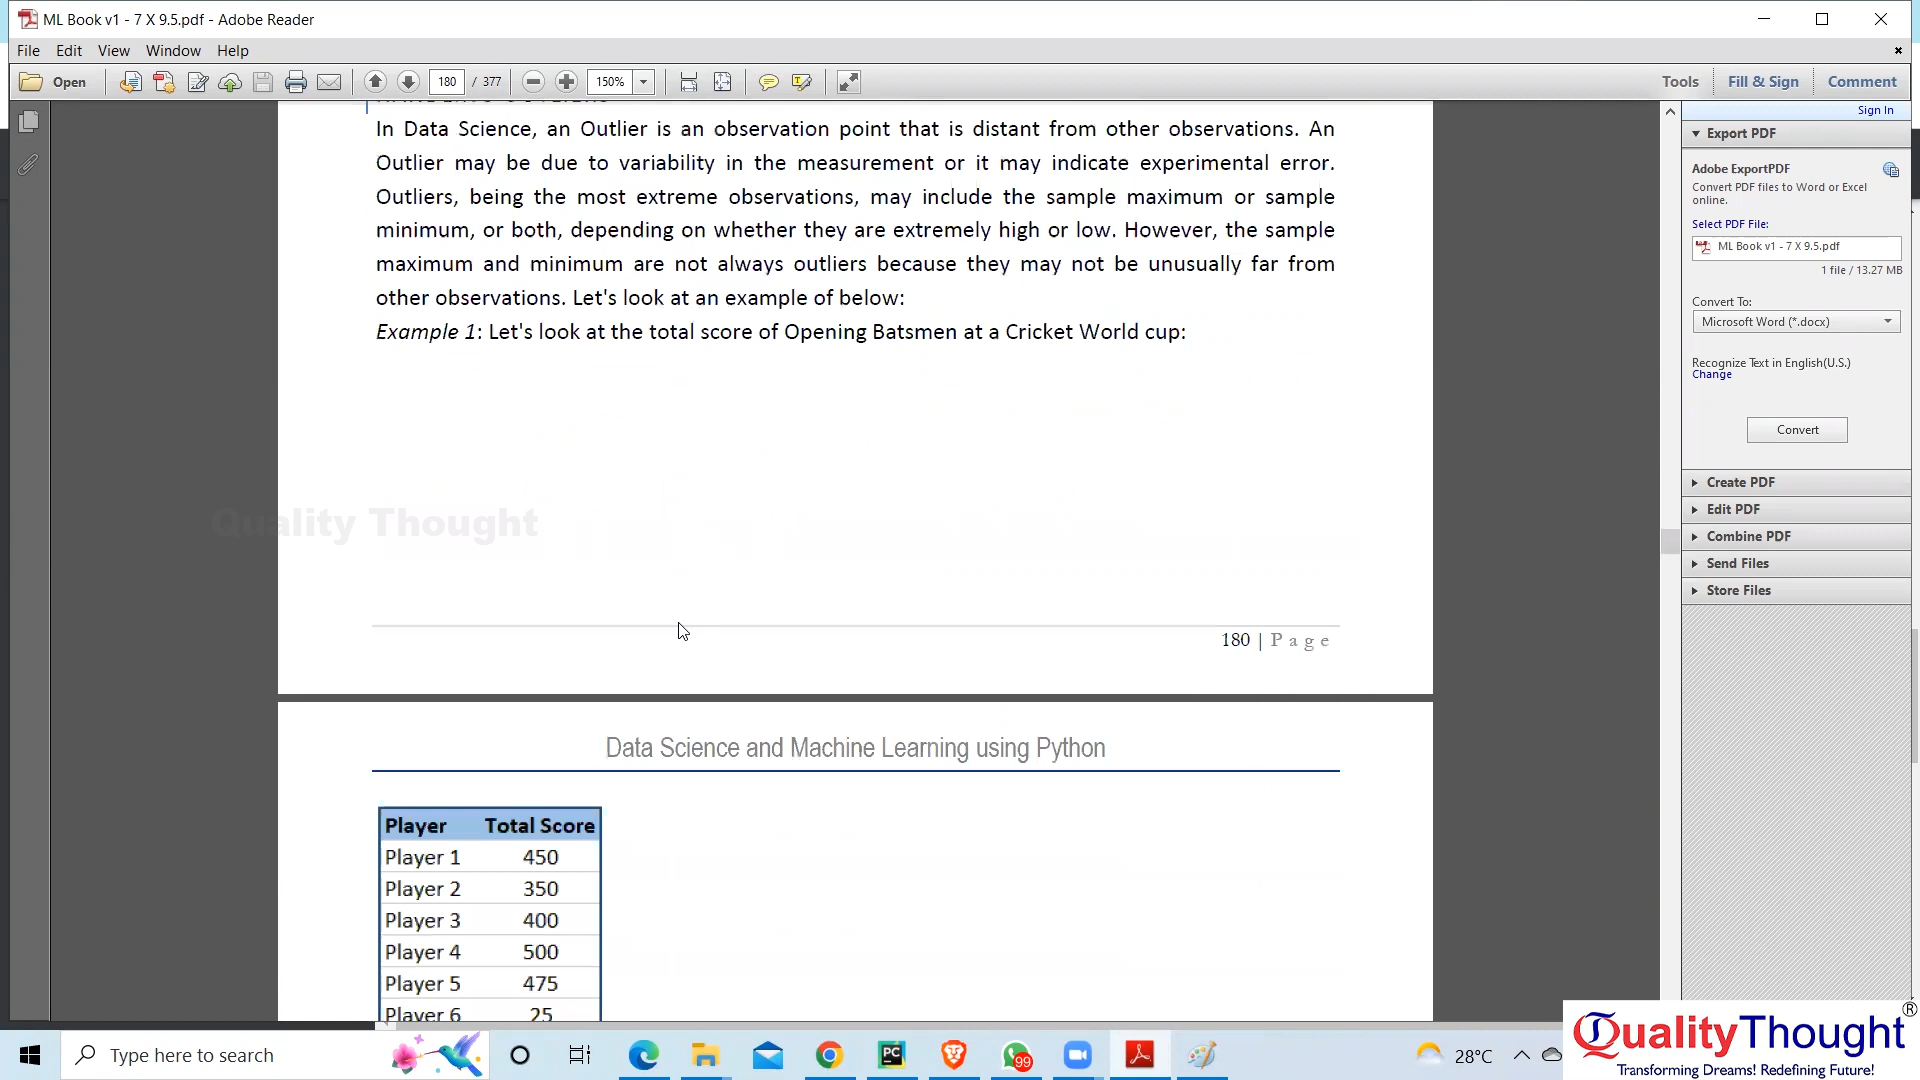 ML Book v1 - 7 X 9.5.pdf - Adobe Reader
File Edit View Window Help
Open 180 / 377 150% Tools Fill & Sign Comment
Sign In
Export PDF
Adobe ExportPDF
Convert PDF files to Word or Excel
online.
Select PDF File:
ML Book v1 - 7 X 9.5.pdf
1 file / 13.27 MB
Convert To:
Microsoft Word (*.docx)
Recognize Text in English(U.S.)
Change
Convert
Create PDF
Edit PDF
Combine PDF
Send Files
Store Files
In Data Science, an Outlier is an observation point that is distant from other observations. An
Outlier may be due to variability in the measurement or it may indicate experimental error.
Outliers, being the most extreme observations, may include the sample maximum or sample
minimum, or both, depending on whether they are extremely high or low. However, the sample
maximum and minimum are not always outliers because they may not be unusually far from
other observations. Let's look at an example of below:
Example 1: Let's look at the total score of Opening Batsmen at a Cricket World cup:
Quality Thought
180 | Page
Data Science and Machine Learning using Python
Player Total Score
Player 1 450
Player 2 350
Player 3 400
Player 4 500
Player 5 475
Player 6 25
Type here to search
PC
99
28°C
QualityThought®
Transforming Dreams! Redefining Future!